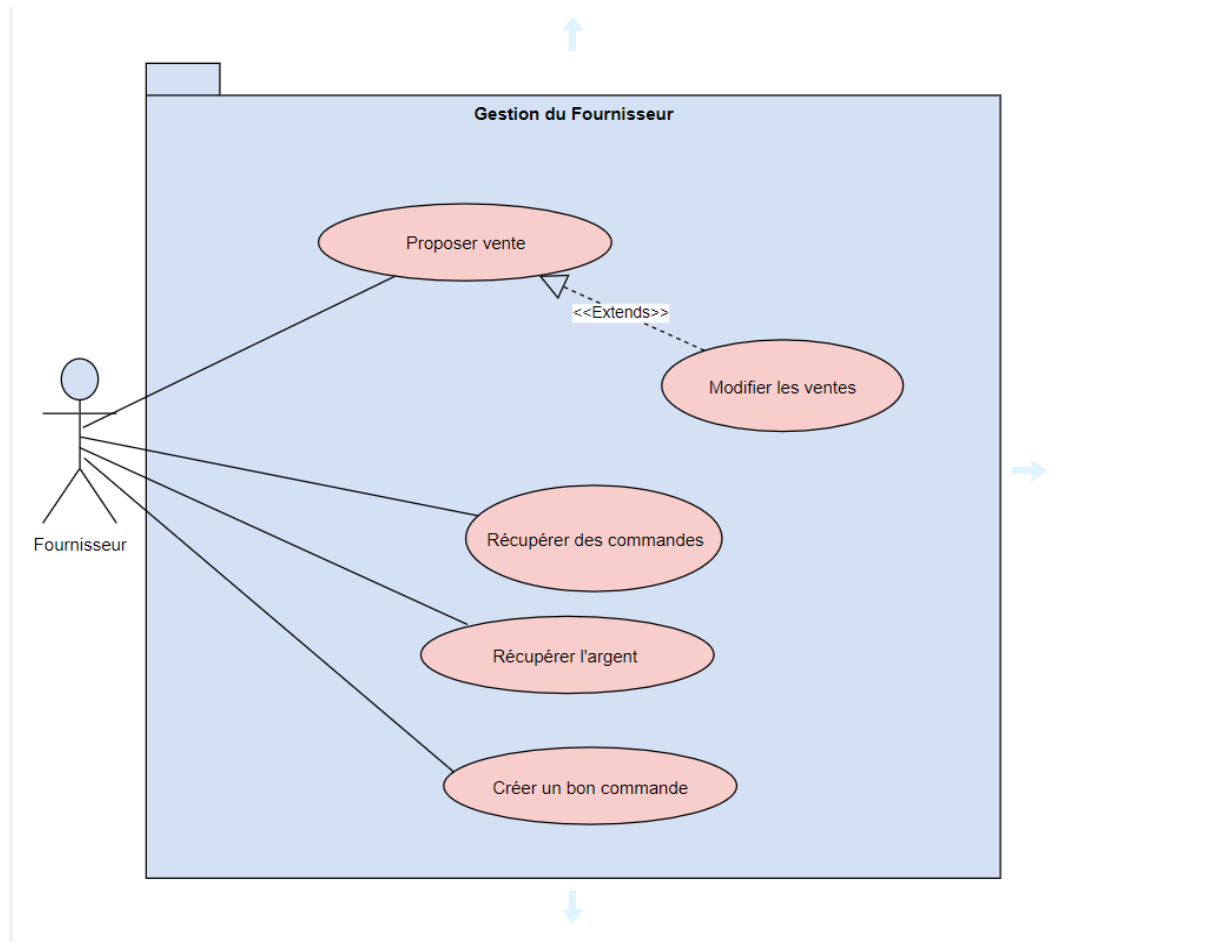 Gestion du Fournisseur
Proposer vente
<<Extends>>
Modifier les ventes
Fournisseur
Récupérer des commandes
Récupérer l'argent
Créer un bon commande